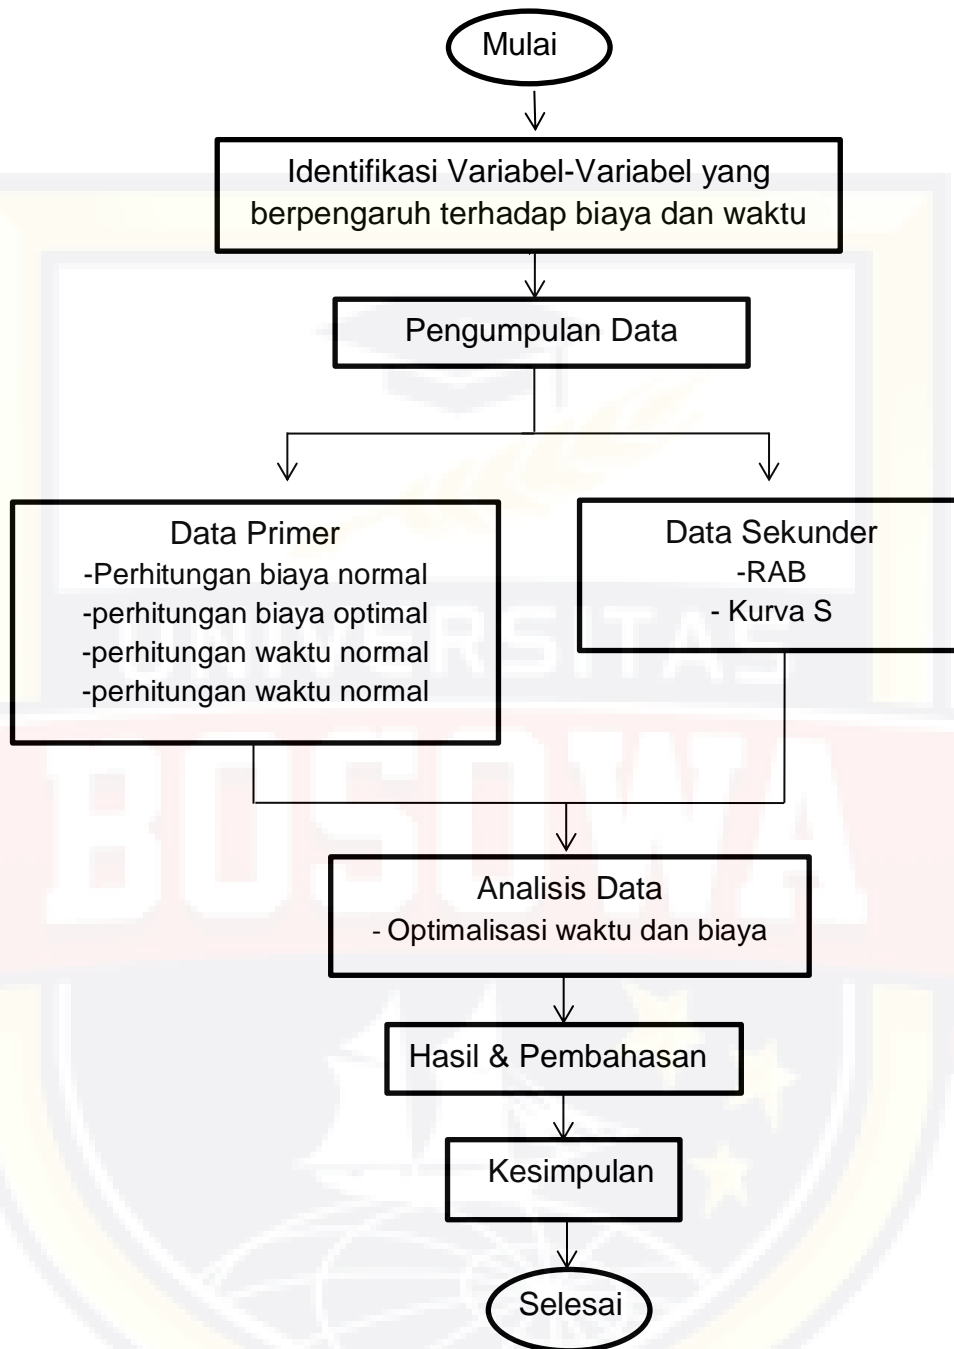 Mulai
Identifikasi Variabel-Variabel yang
berpengaruh terhadap biaya dan waktu
Pengumpulan Data
Data Primer
-Perhitungan biaya normal
-perhitungan biaya optimal
-perhitungan waktu normal
-perhitungan waktu normal
Data Sekunder
-RAB
- Kurva S
UNIVERSITAS
BOSOWA
Analisis Data
- Optimalisasi waktu dan biaya
Hasil & Pembahasan
Kesimpulan
Selesai